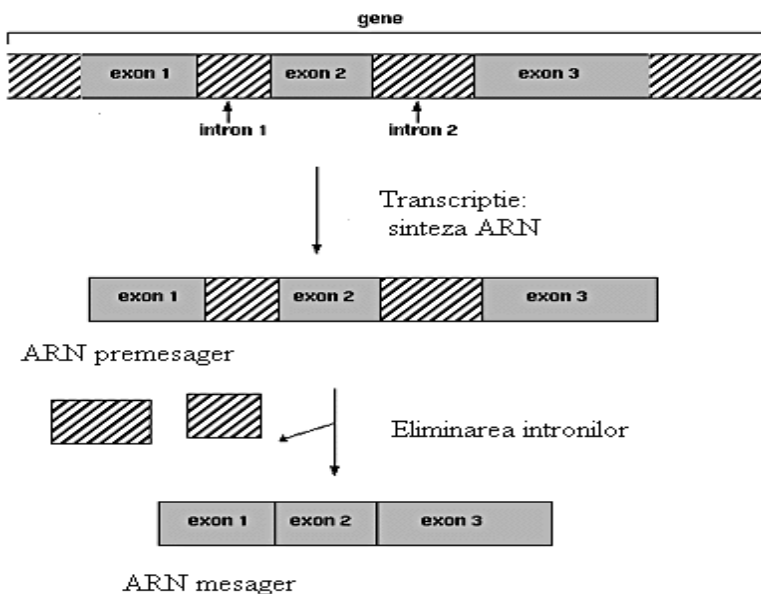 gene
exon 1 exon 2 exon 3
intron 1 intron 2
Transcriptie:
sinteza ARN
exon 1 exon 2 exon 3
ARN premesager
Eliminarea intronilor
exon 1 exon 2 exon 3
ARN mesager